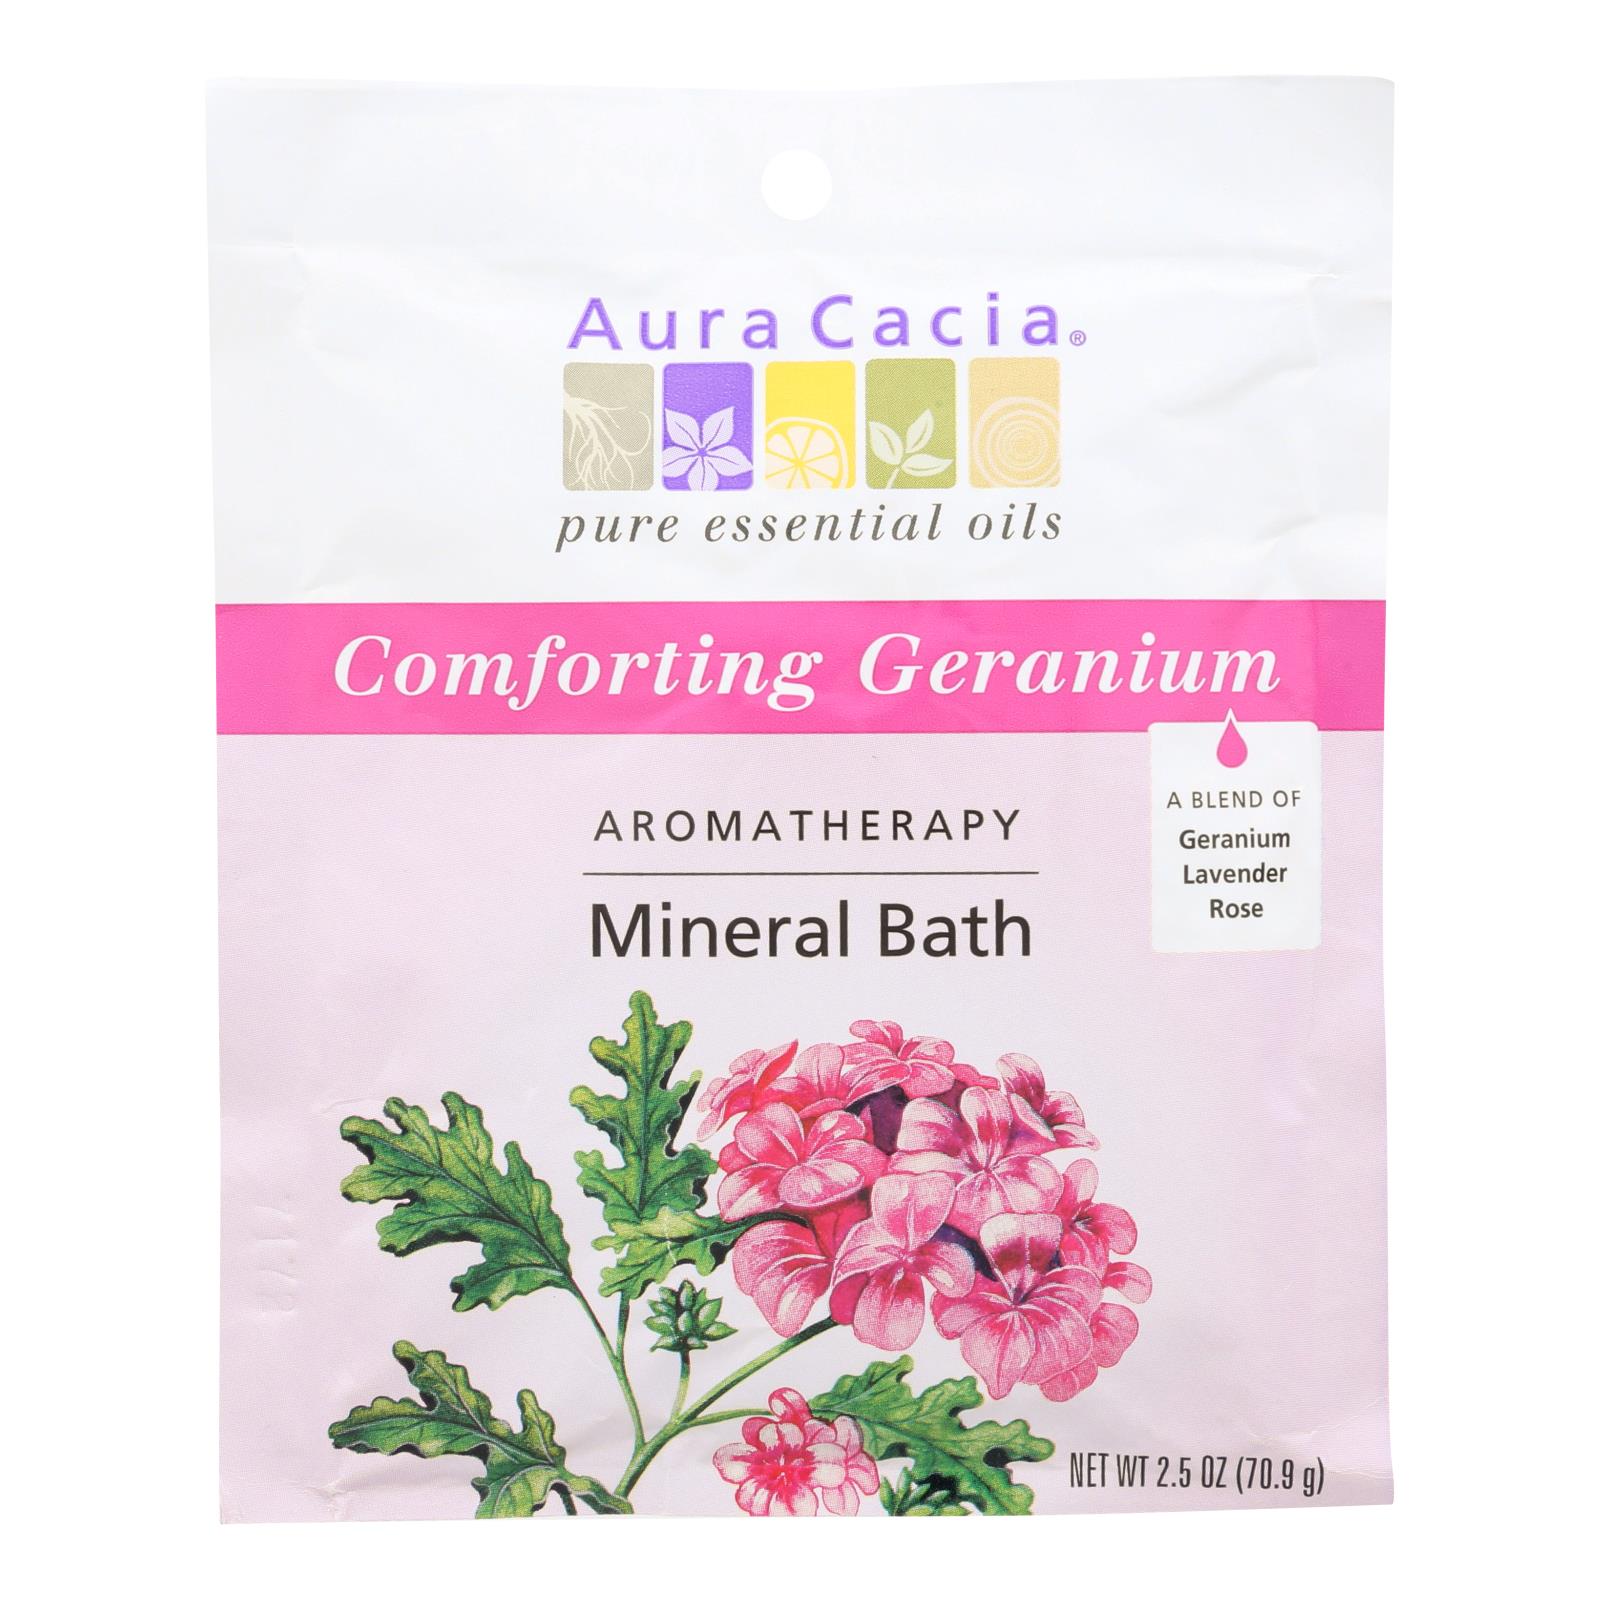 Aura Cacia®
pure essential oils
Comforting Geranium
A BLEND OF
Geranium
Lavender
Rose
AROMATHERAPY
Mineral Bath
NET WT 2.5 OZ (70.9 g)